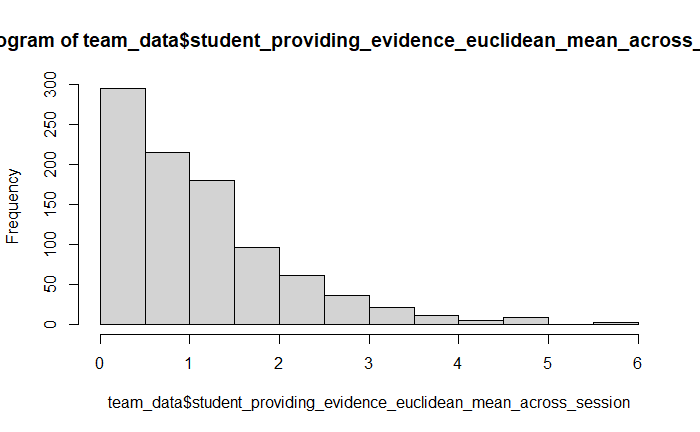 ogram of team_data$student_providing_evidence_euclidean_mean_across_
Frequency
300
250
200
150
100
50
0
0 1 2 3 4 5 6
team_data$student_providing_evidence_euclidean_mean_across_session